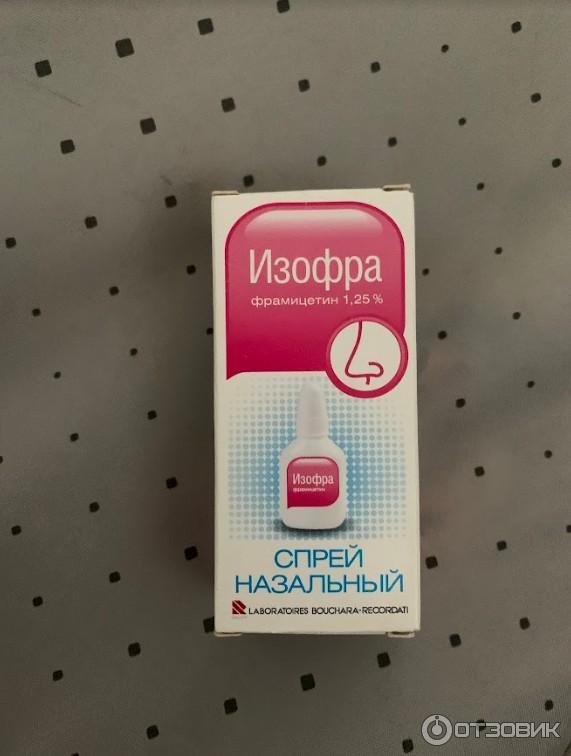 Изофра
фрамицетин 1,25 %
Изофра
фрамицетин
СПРЕЙ
НАЗАЛЬНЫЙ
LABORATOIRES BOUCHARA-RECORDATI
ОТЗОВИК